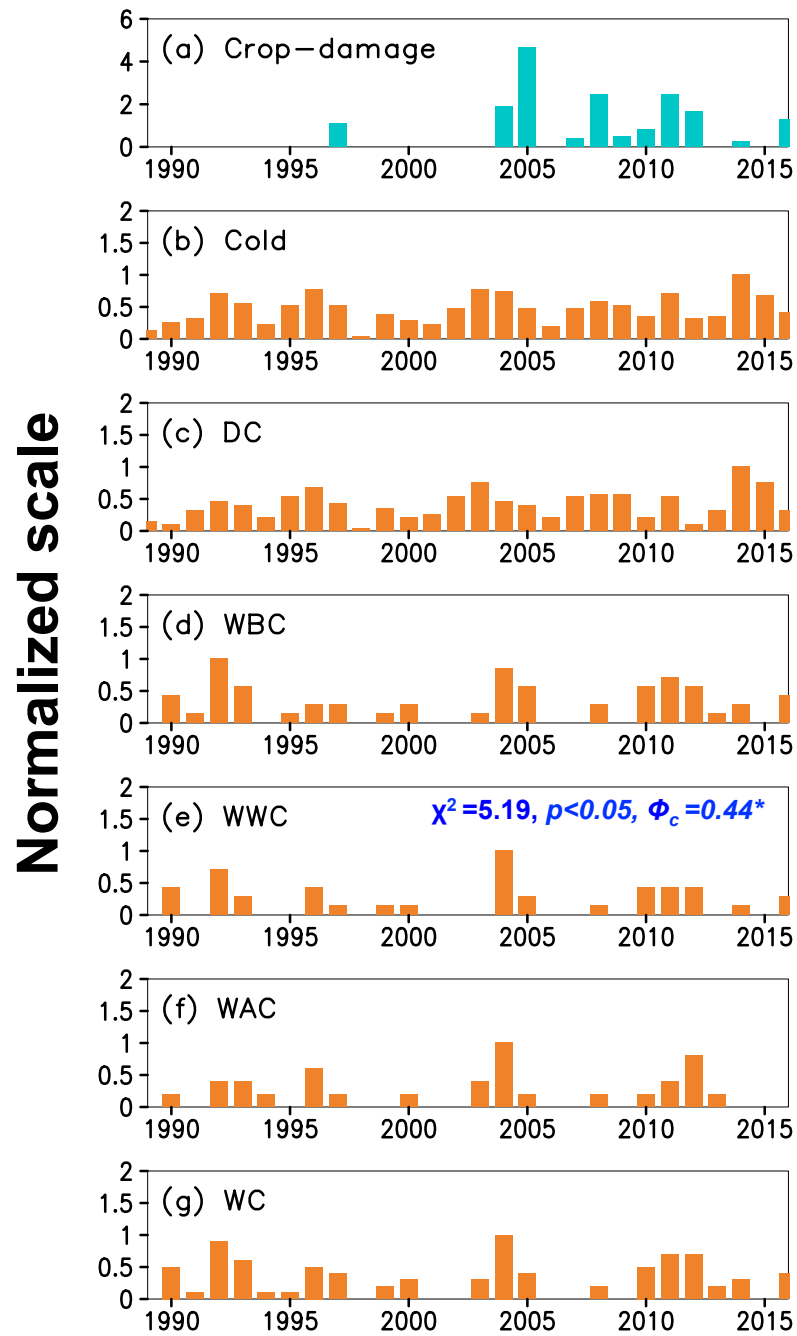 Normalized scale
(a) Crop-damage
6
4
2
0
1990 1995 2000 2005 2010 2015
(b) Cold
2
1.5
1
0.5
0
1990 1995 2000 2005 2010 2015
(c) DC
2
1.5
1
0.5
0
1990 1995 2000 2005 2010 2015
(d) WBC
2
1.5
1
0.5
0
1990 1995 2000 2005 2010 2015
(e) WWC
χ² =5.19, p<0.05, Φc =0.44*
2
1.5
1
0.5
0
1990 1995 2000 2005 2010 2015
(f) WAC
2
1.5
1
0.5
0
1990 1995 2000 2005 2010 2015
(g) WC
2
1.5
1
0.5
0
1990 1995 2000 2005 2010 2015